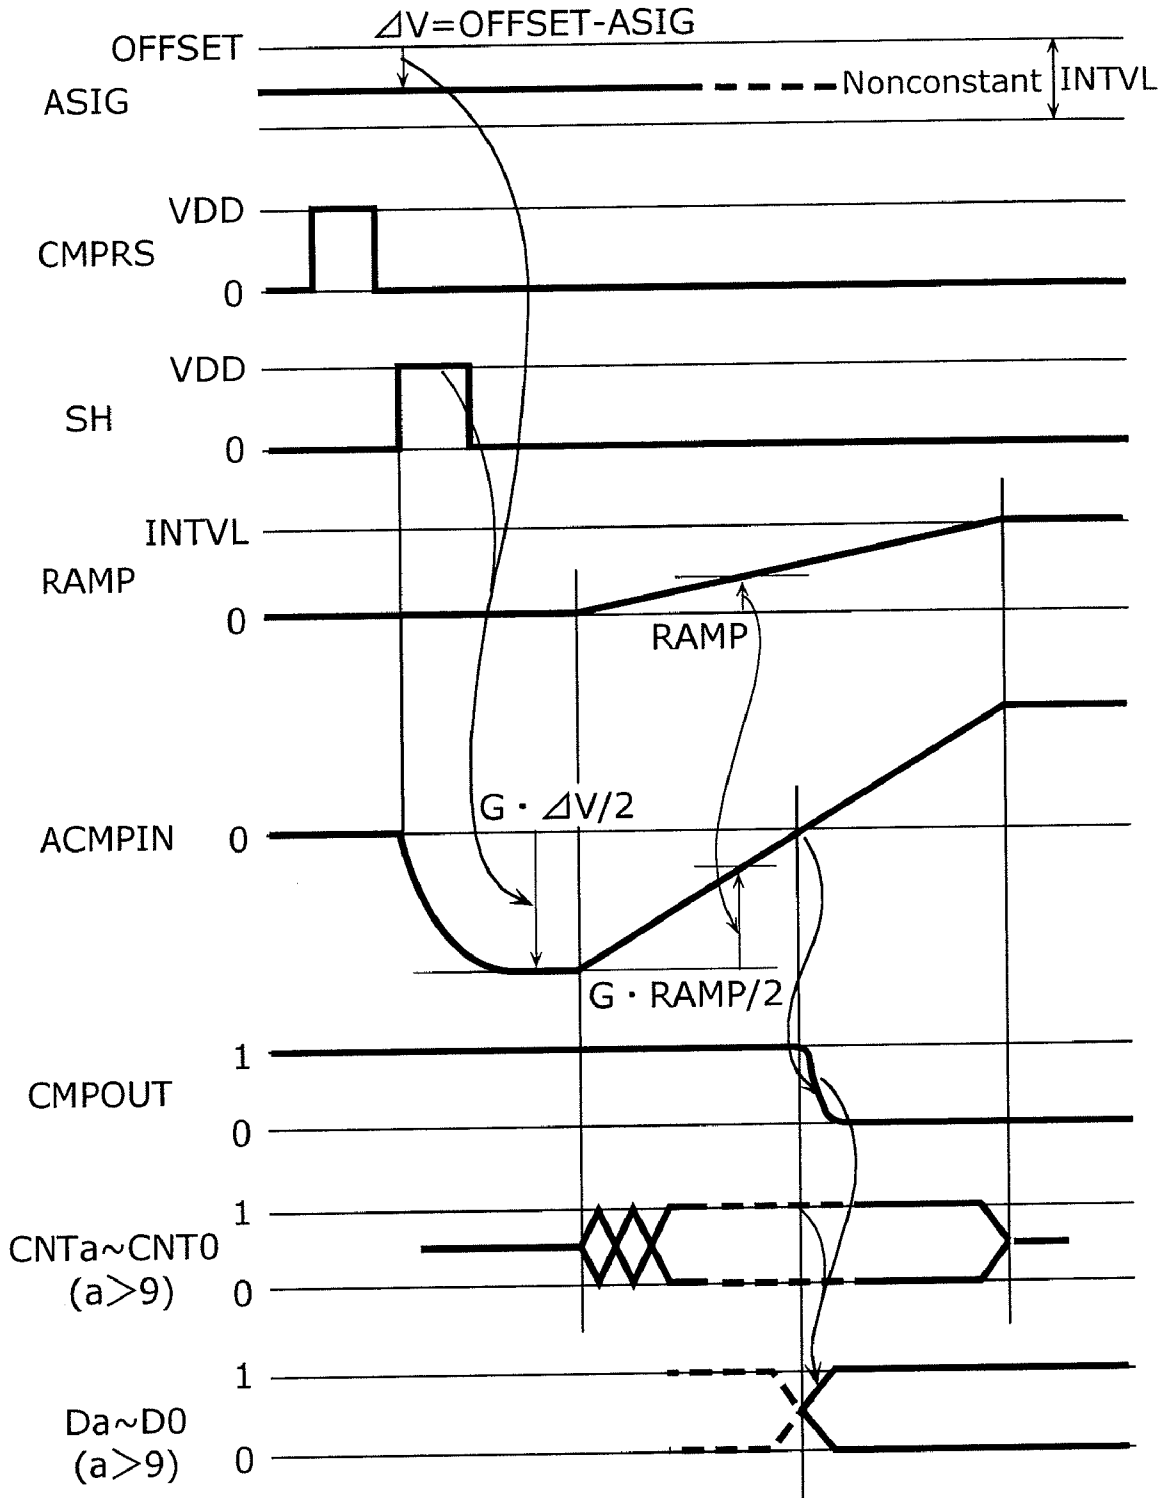 ⊿V=OFFSET-ASIG
OFFSET
ASIG
Nonconstant
INTVL
VDD
CMPRS
0
VDD
SH
0
INTVL
RAMP
0
RAMP
G・⊿V/2
ACMPIN
0
G・RAMP/2
1
CMPOUT
0
1
CNTa~CNT0
(a>9)
0
1
Da~D0
(a>9)
0